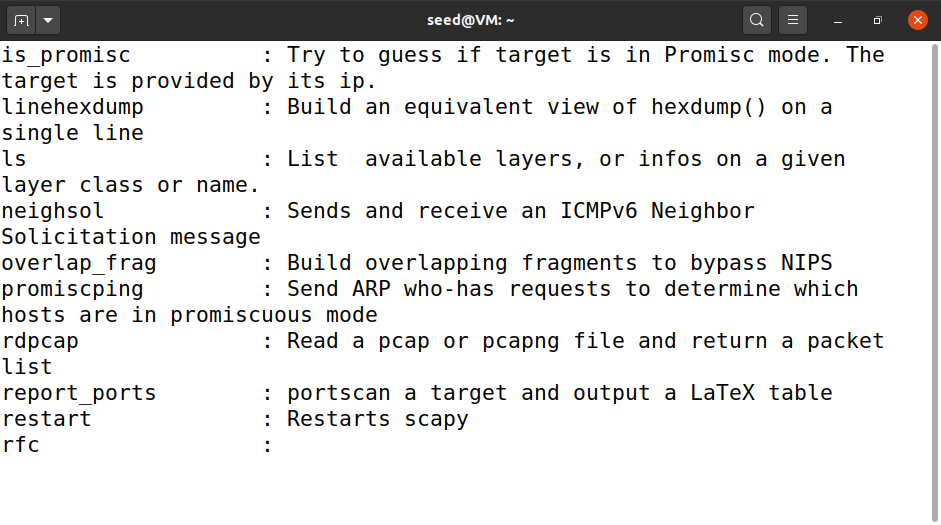 seed@VM: ~
is_promisc          : Try to guess if target is in Promisc mode. The
target is provided by its ip.
linehexdump         : Build an equivalent view of hexdump() on a
single line
ls                  : List  available layers, or infos on a given
layer class or name.
neighsol            : Sends and receive an ICMPv6 Neighbor
Solicitation message
overlap_frag        : Build overlapping fragments to bypass NIPS
promiscping         : Send ARP who-has requests to determine which
hosts are in promiscuous mode
rdpcap              : Read a pcap or pcapng file and return a packet
list
report_ports        : portscan a target and output a LaTeX table
restart             : Restarts scapy
rfc                 :